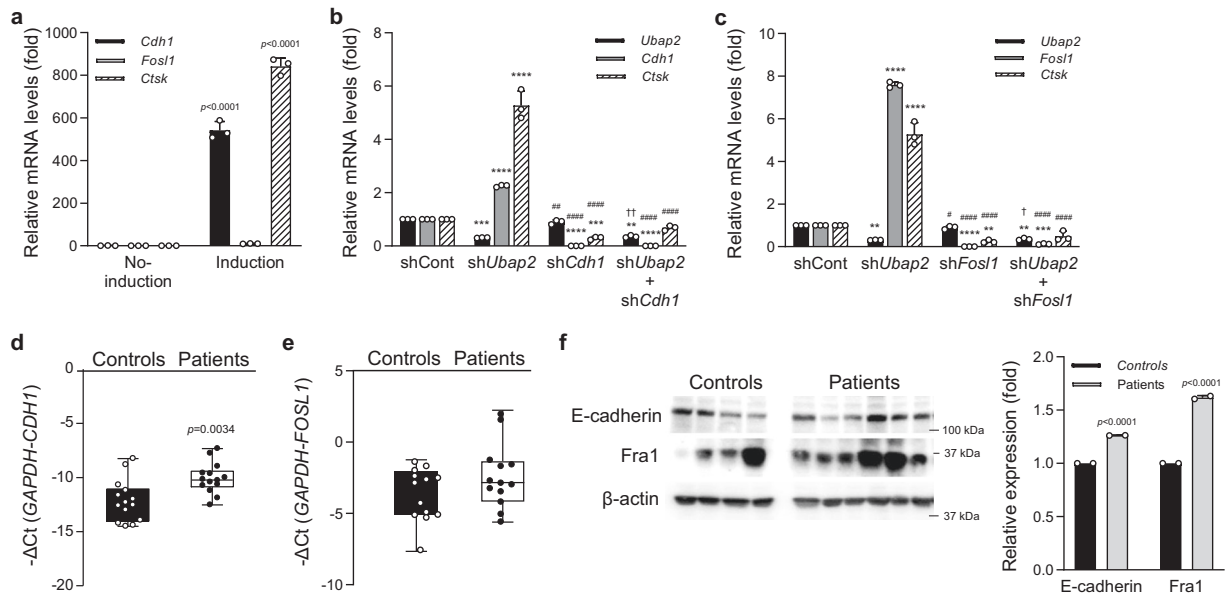 a
Relative mRNA levels (fold)
1000
800
600
400
200
0
Cdh1
Fosl1
Ctsk
p<0.0001
p<0.0001
No-
induction
Induction
b
Relative mRNA levels (fold)
8
6
4
2
0
Ubap2
Cdh1
Ctsk
***
****
****
##
####
****
####
***
††
**
####
****
####
shCont
shUbap2
shCdh1
shUbap2
+
shCdh1
c
Relative mRNA levels (fold)
10
8
6
4
2
0
Ubap2
Fosl1
Ctsk
**
****
****
#
####
****
####
**
†
**
####
***
####
shCont
shUbap2
shFosl1
shUbap2
+
shFosl1
d
Controls
Patients
-ΔCt (GAPDH-CDH1)
0
-5
-10
-15
-20
p=0.0034
e
Controls
Patients
-ΔCt (GAPDH-FOSL1)
5
0
-5
-10
f
Controls
Patients
E-cadherin
100 kDa
Fra1
37 kDa
β-actin
37 kDa
Relative expression (fold)
2.0
1.5
1.0
0.5
0.0
Controls
Patients
p<0.0001
p<0.0001
E-cadherin
Fra1